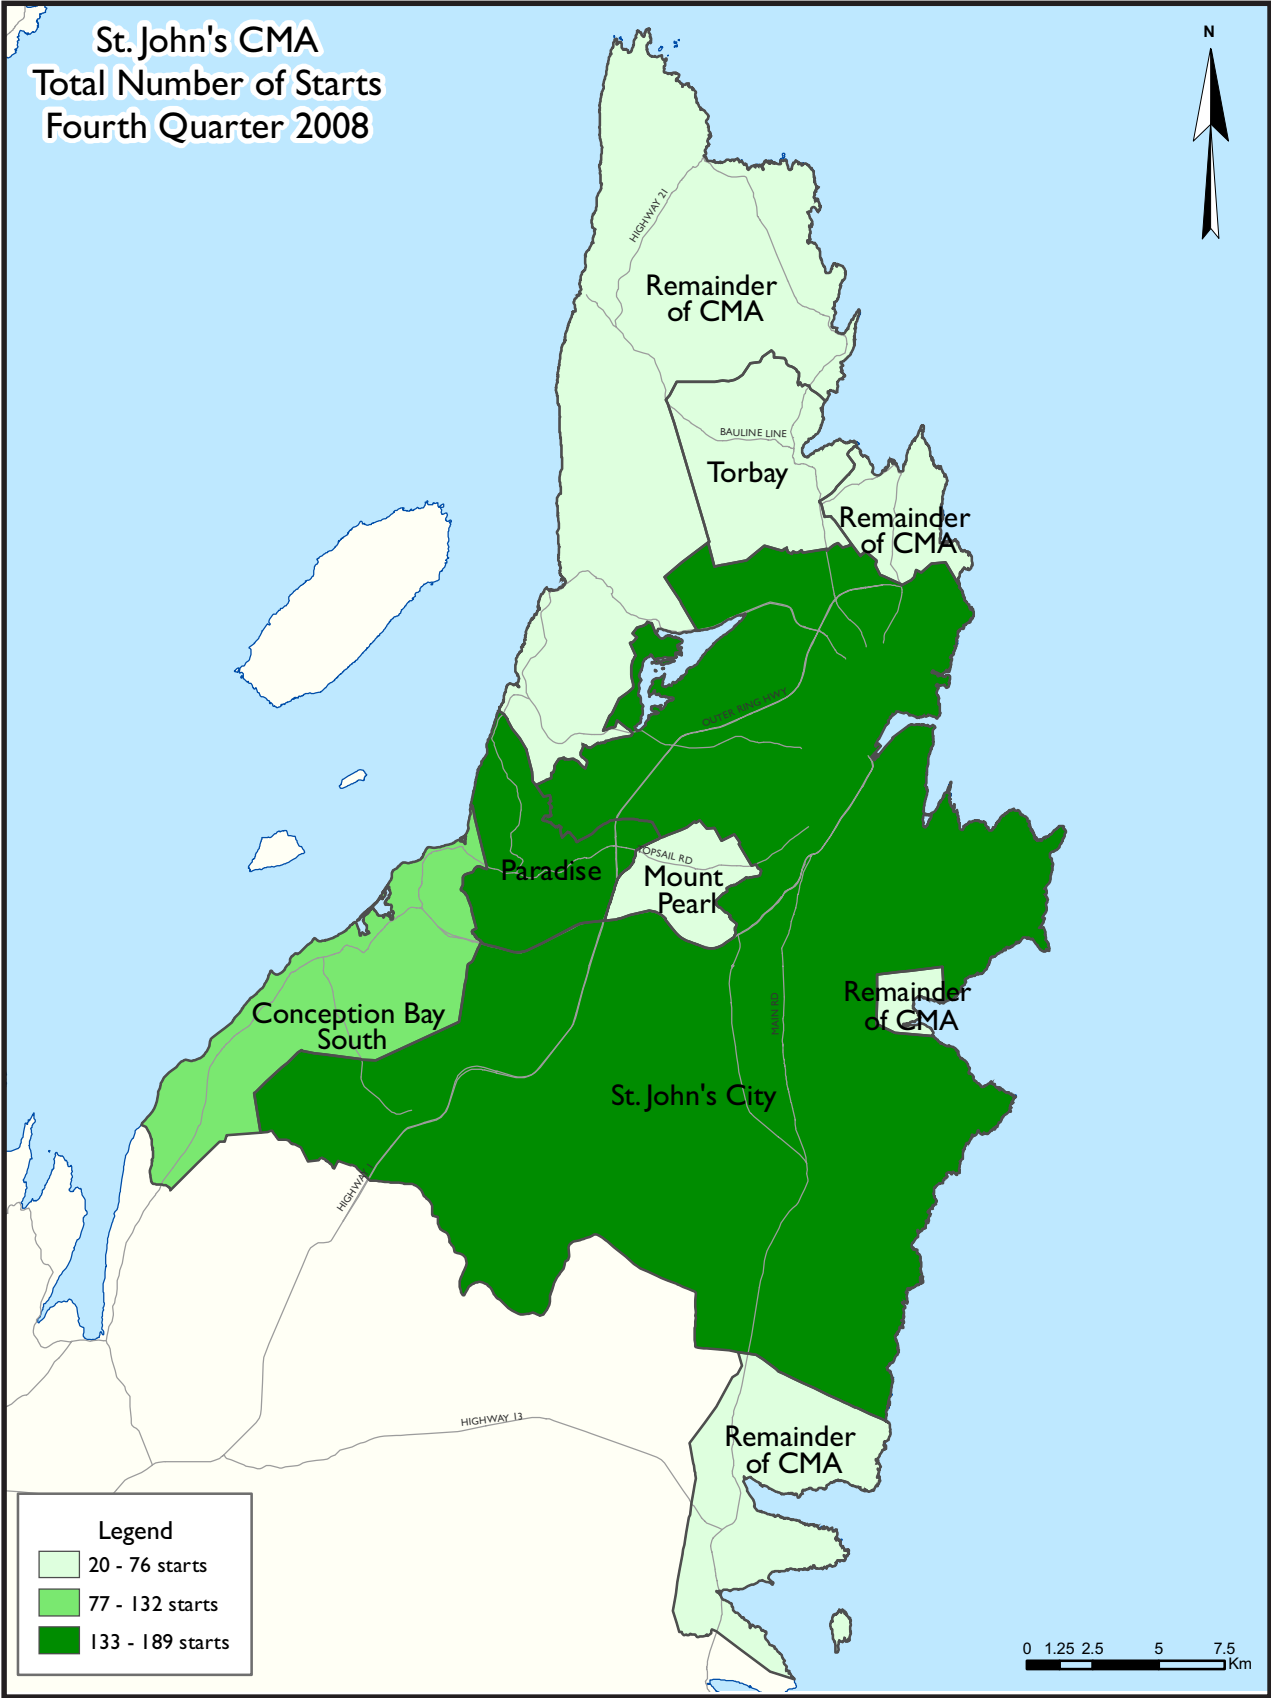 St. John's CMA
Total Number of Starts
Fourth Quarter 2008
N
HIGHWAY 21
Remainder
of CMA
BAULINE LINE
Torbay
Remainder
of CMA
OUTER RING HWY
TOPSAIL RD
Paradise
Mount
Pearl
Remainder
of CMA
MAIN RD
Conception Bay
South
St. John's City
HIGHWAY 1
HIGHWAY 13
Remainder
of CMA
Legend
20 - 76 starts
77 - 132 starts
133 - 189 starts
0 1.25 2.5 5 7.5
Km